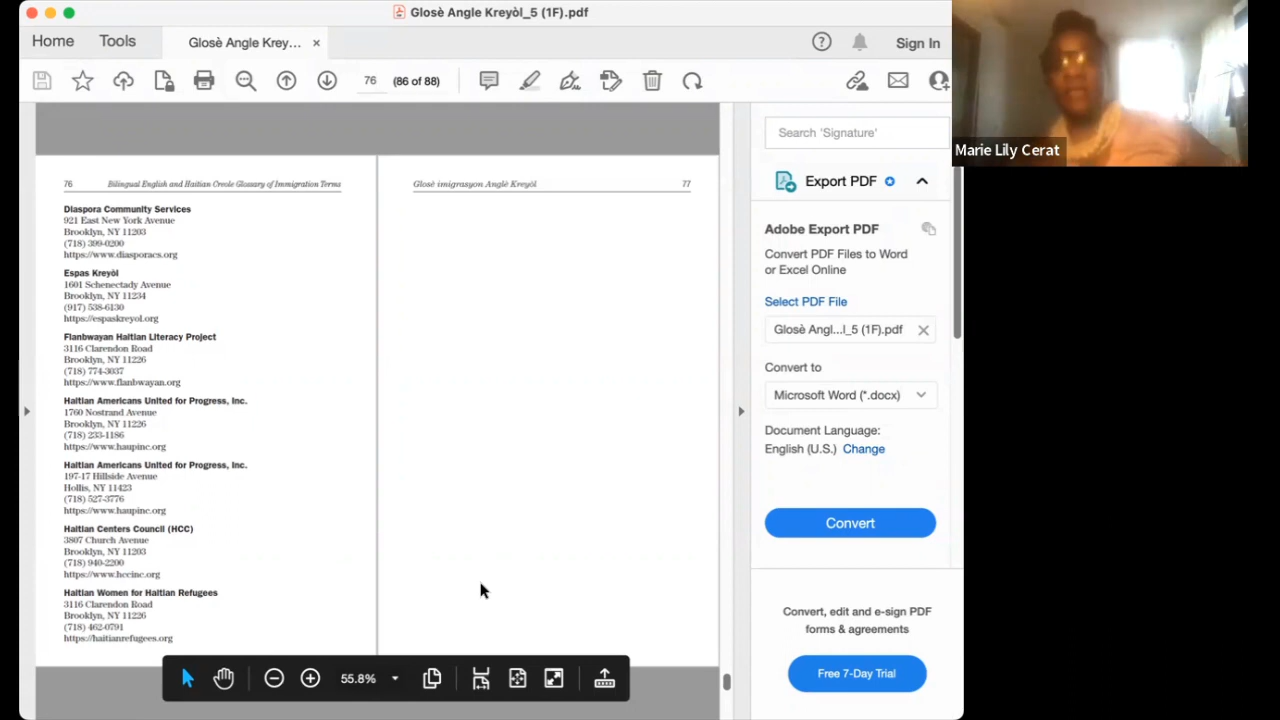 Glosè Angle Kreyòl_5 (1F).pdf
Home
Tools
Glosè Angle Krey...
Sign In
76
(86 of 88)
76
Bilingual English and Haitian Creole Glossary of Immigration Terms
Diaspora Community Services
921 East New York Avenue
Brooklyn, NY 11203
(718) 399-0200
https://www.diasporacs.org
Espas Kreyòl
1601 Schenectady Avenue
Brooklyn, NY 11234
(917) 538-6130
https://espaskreyol.org
Flanbwayan Haitian Literacy Project
3116 Clarendon Road
Brooklyn, NY 11226
(718) 774-3037
https://www.flanbwayan.org
Haitian Americans United for Progress, Inc.
1760 Nostrand Avenue
Brooklyn, NY 11226
(718) 233-1186
https://www.haupinc.org
Haitian Americans United for Progress, Inc.
197-17 Hillside Avenue
Hollis, NY 11423
(718) 527-3776
https://www.haupinc.org
Haitian Centers Council (HCC)
3807 Church Avenue
Brooklyn, NY 11203
(718) 940-2200
https://www.hccinc.org
Haitian Women for Haitian Refugees
3116 Clarendon Road
Brooklyn, NY 11226
(718) 462-0791
https://haitianrefugees.org
Glosè imigrasyon Anglè Kreyòl
77
55.8%
Search 'Signature'
Export PDF
Adobe Export PDF
Convert PDF Files to Word
or Excel Online
Select PDF File
Glosè Angl...l_5 (1F).pdf
Convert to
Microsoft Word (*.docx)
Document Language:
English (U.S.) Change
Convert
Convert, edit and e-sign PDF
forms & agreements
Free 7-Day Trial
Marie Lily Cerat